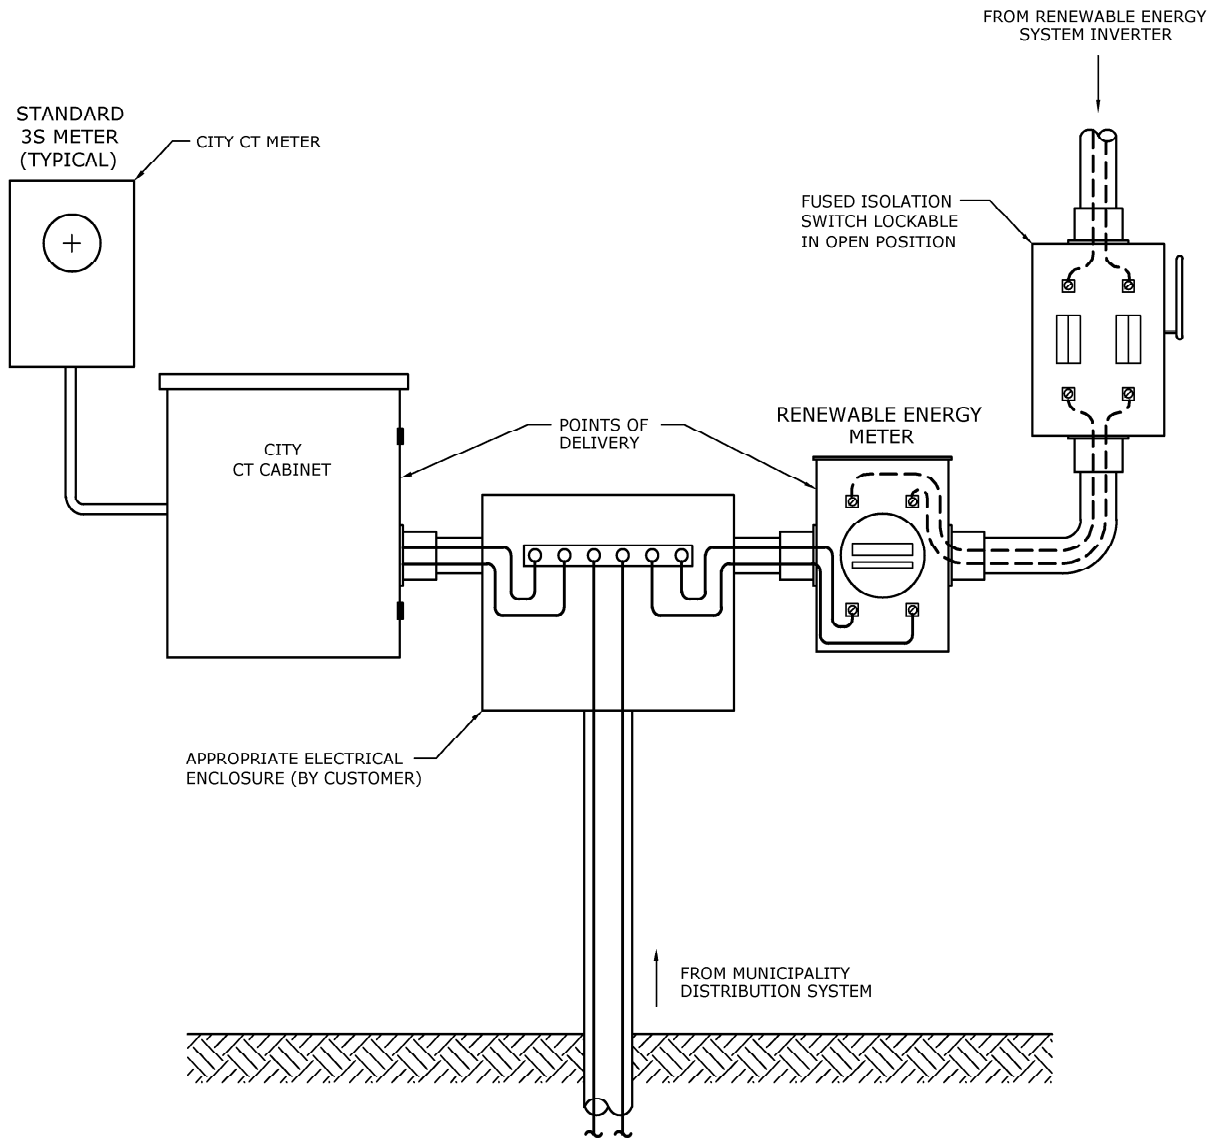 FROM RENEWABLE ENERGY
SYSTEM INVERTER
STANDARD
3S METER
(TYPICAL)
CITY CT METER
FUSED ISOLATION
SWITCH LOCKABLE
IN OPEN POSITION
POINTS OF
DELIVERY
RENEWABLE ENERGY
METER
CITY
CT CABINET
APPROPRIATE ELECTRICAL
ENCLOSURE (BY CUSTOMER)
FROM MUNICIPALITY
DISTRIBUTION SYSTEM